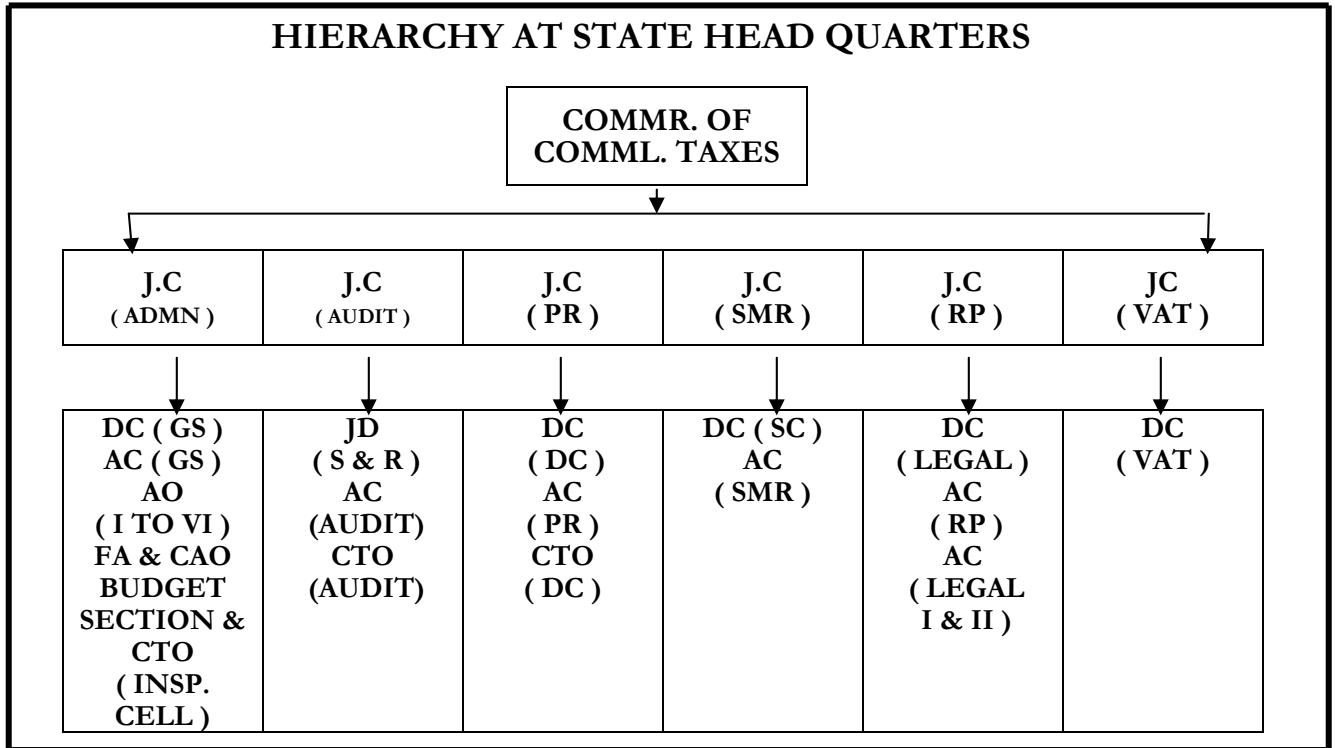 HIERARCHY AT STATE HEAD QUARTERS
COMMR. OF
COMML. TAXES
J.C
( ADMN )
J.C
( AUDIT )
J.C
( PR )
J.C
( SMR )
J.C
( RP )
JC
( VAT )
DC ( GS )
AC ( GS )
AO
( I TO VI )
FA & CAO
BUDGET
SECTION &
CTO
( INSP.
CELL )
JD
( S & R )
AC
(AUDIT)
CTO
(AUDIT)
DC
( DC )
AC
( PR )
CTO
( DC )
DC ( SC )
AC
( SMR )
DC
( LEGAL )
AC
( RP )
AC
( LEGAL
I & II )
DC
( VAT )